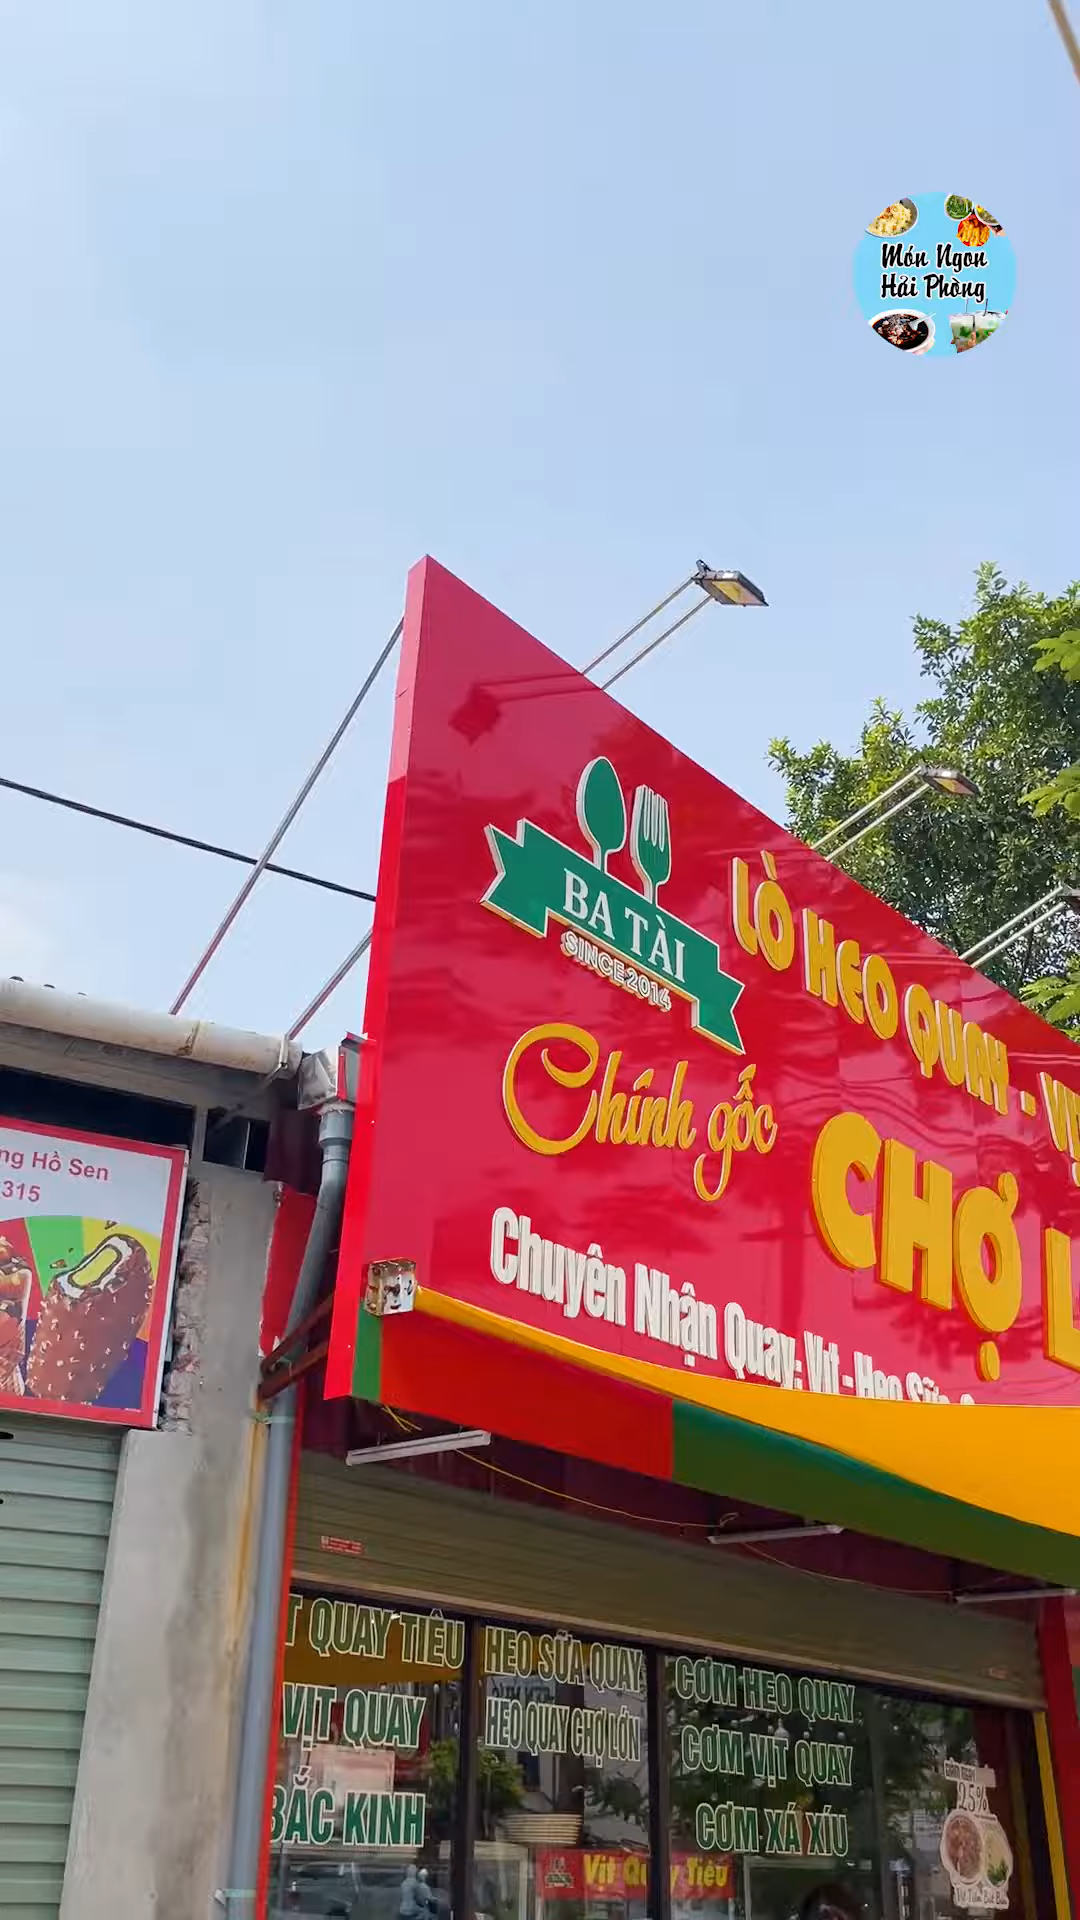 Món Ngon
Hải Phòng
BA TÀI
SINCE 2014
LÒ HEO QUAY -
Chính gốc
CHỢ
Chuyên Nhận Quay: Vịt - Heo
Hồ Sen
315
QUAY TIÊU
VỊT QUAY
BẮC KINH
HEO SỮA QUAY
HEO QUAY CHỢ LỚN
CƠM HEO QUAY
CƠM VỊT QUAY
CƠM XÁ XÍU
Vịt Quay Tiêu
25%